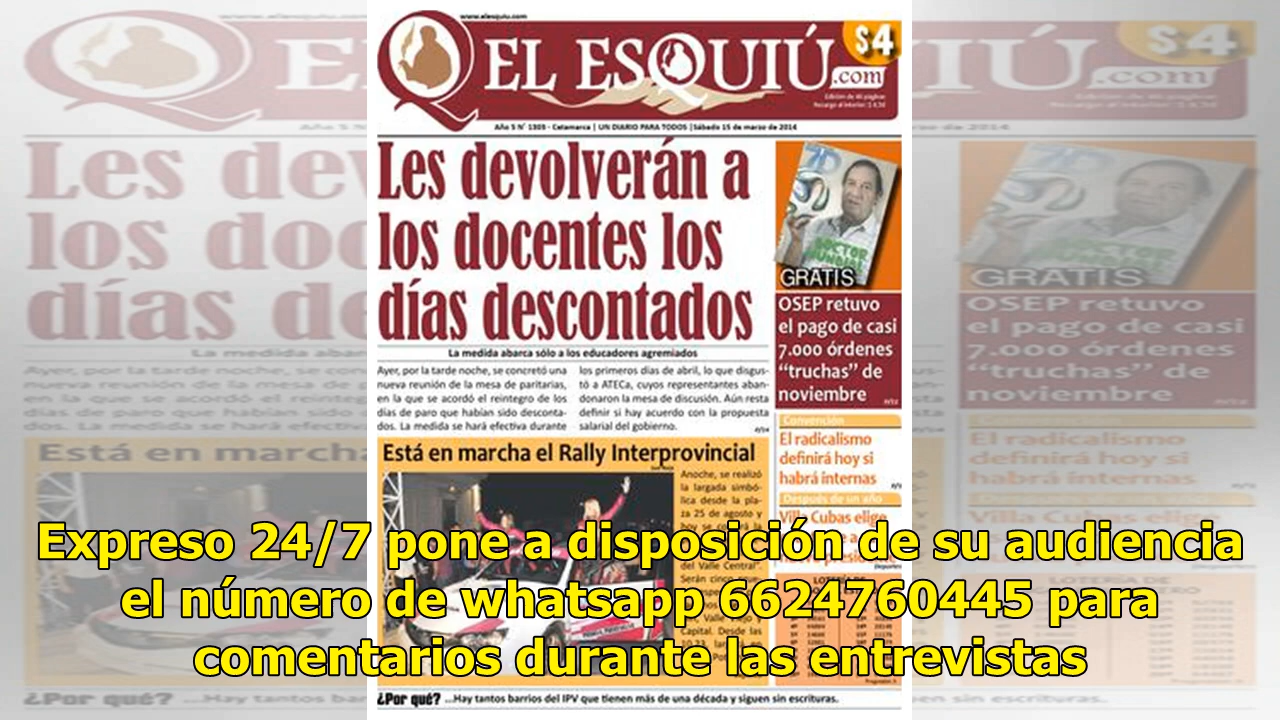 www.elesquiu.com
EL ESQUIÚ
.com
$4
Año 5 N° 1305 - Catamarca | UN DIARIO PARA TODOS | Sábado 15 de marzo de 2014
Les devolverán a
los docentes los
días descontados
La medida abarca sólo a los educadores agremiados
Ayer, por la tarde noche, se concretó una
nueva reunión de la mesa de paritarias,
en la que se acordó el reintegro de los
días de paro que habían sido desconta-
dos. La medida se hará efectiva durante
los primeros días de abril, lo que disgus-
tó a ATECa, cuyos representantes aban-
donaron la mesa de discusión. Aún resta
definir si hay acuerdo con la propuesta
salarial del gobierno.
GRATIS
OSEP retuvo
el pago de casi
7.000 órdenes
“truchas” de
noviembre
Convención
El radicalismo
definirá hoy si
habrá internas
Después de un año
Villa Cubas elige
Está en marcha el Rally Interprovincial
Anoche, se realizó
la largada simbó-
lica desde la pla-
za 25 de agosto y
Expreso 24/7 pone a disposición de su audiencia
el número de whatsapp 6624760445 para
comentarios durante las entrevistas
¿Por qué? ...Hay tantos barrios del IPV que tienen más de una década y siguen sin escrituras.